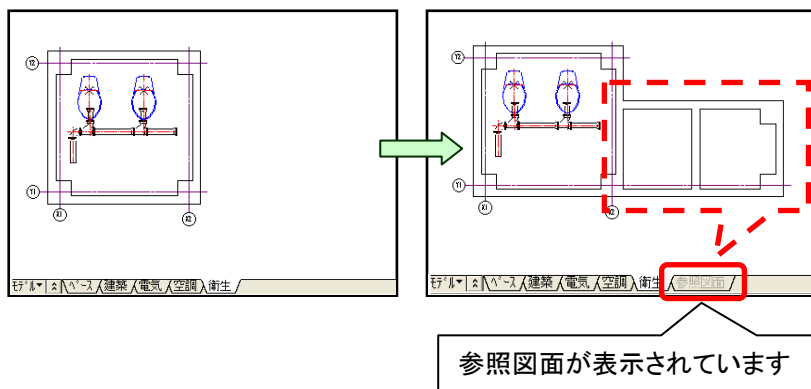 Y2
Y1
X1
X2
モデル▼ ベース 建築 電気 空調 衛生
Y2
Y1
X1
X2
モデル▼ ベース 建築 電気 空調 衛生 参照図面
参照図面が表示されています